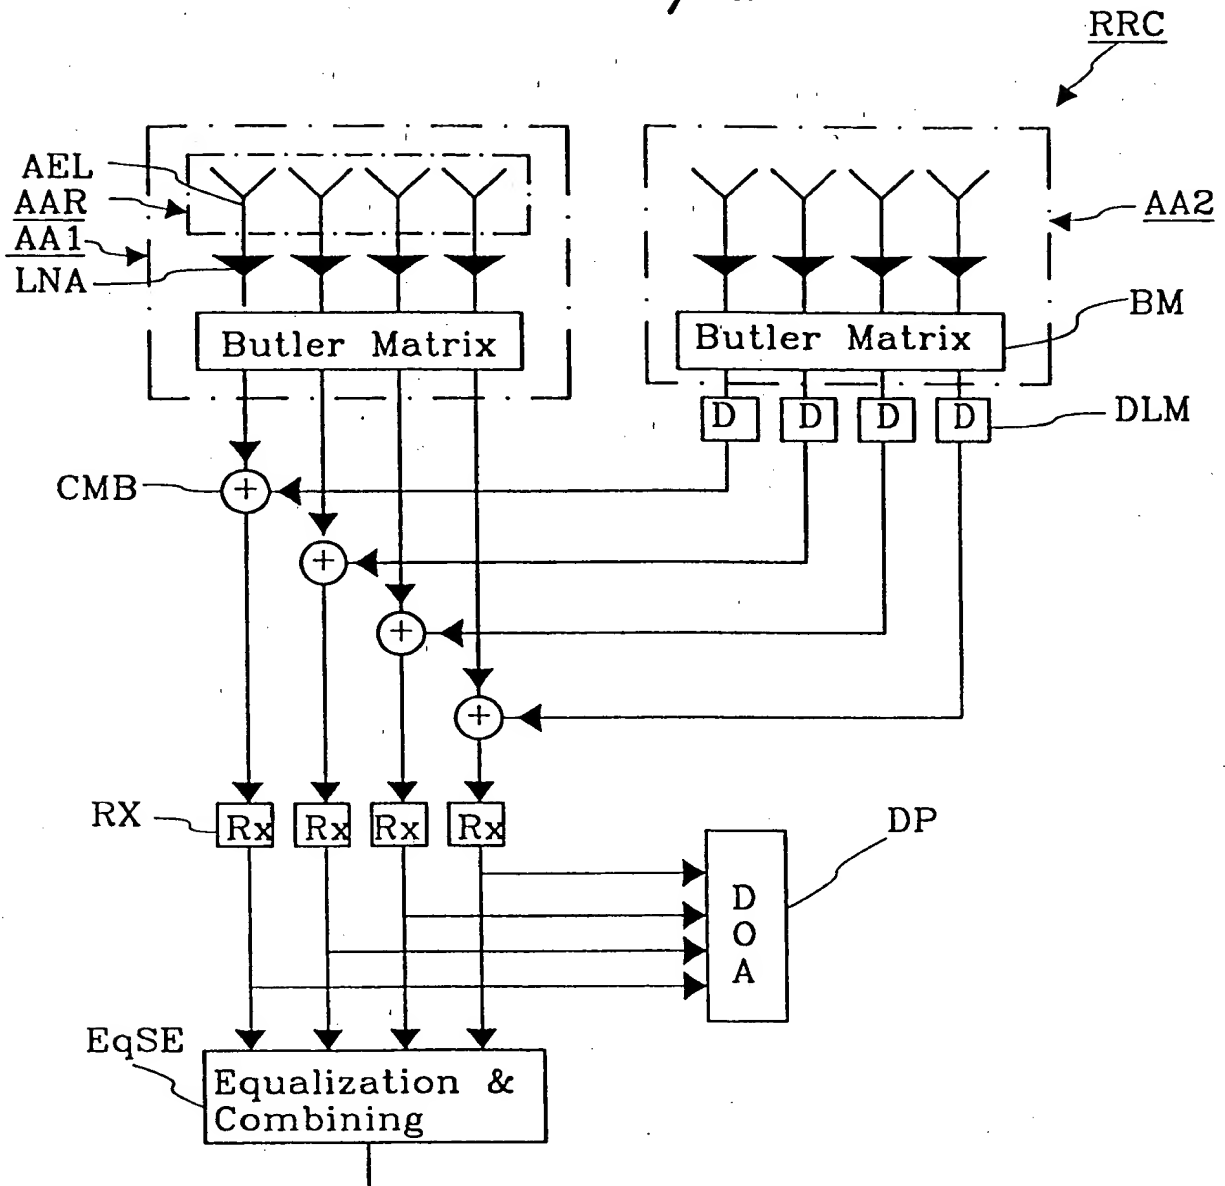 RRC
AEL
AAR
AA1
LNA
AA2
BM
Butler Matrix
Butler Matrix
D D D D
DLM
CMB
+
+
+
+
RX
Rx Rx Rx Rx
DP
D
O
A
EqSE
Equalization &
Combining